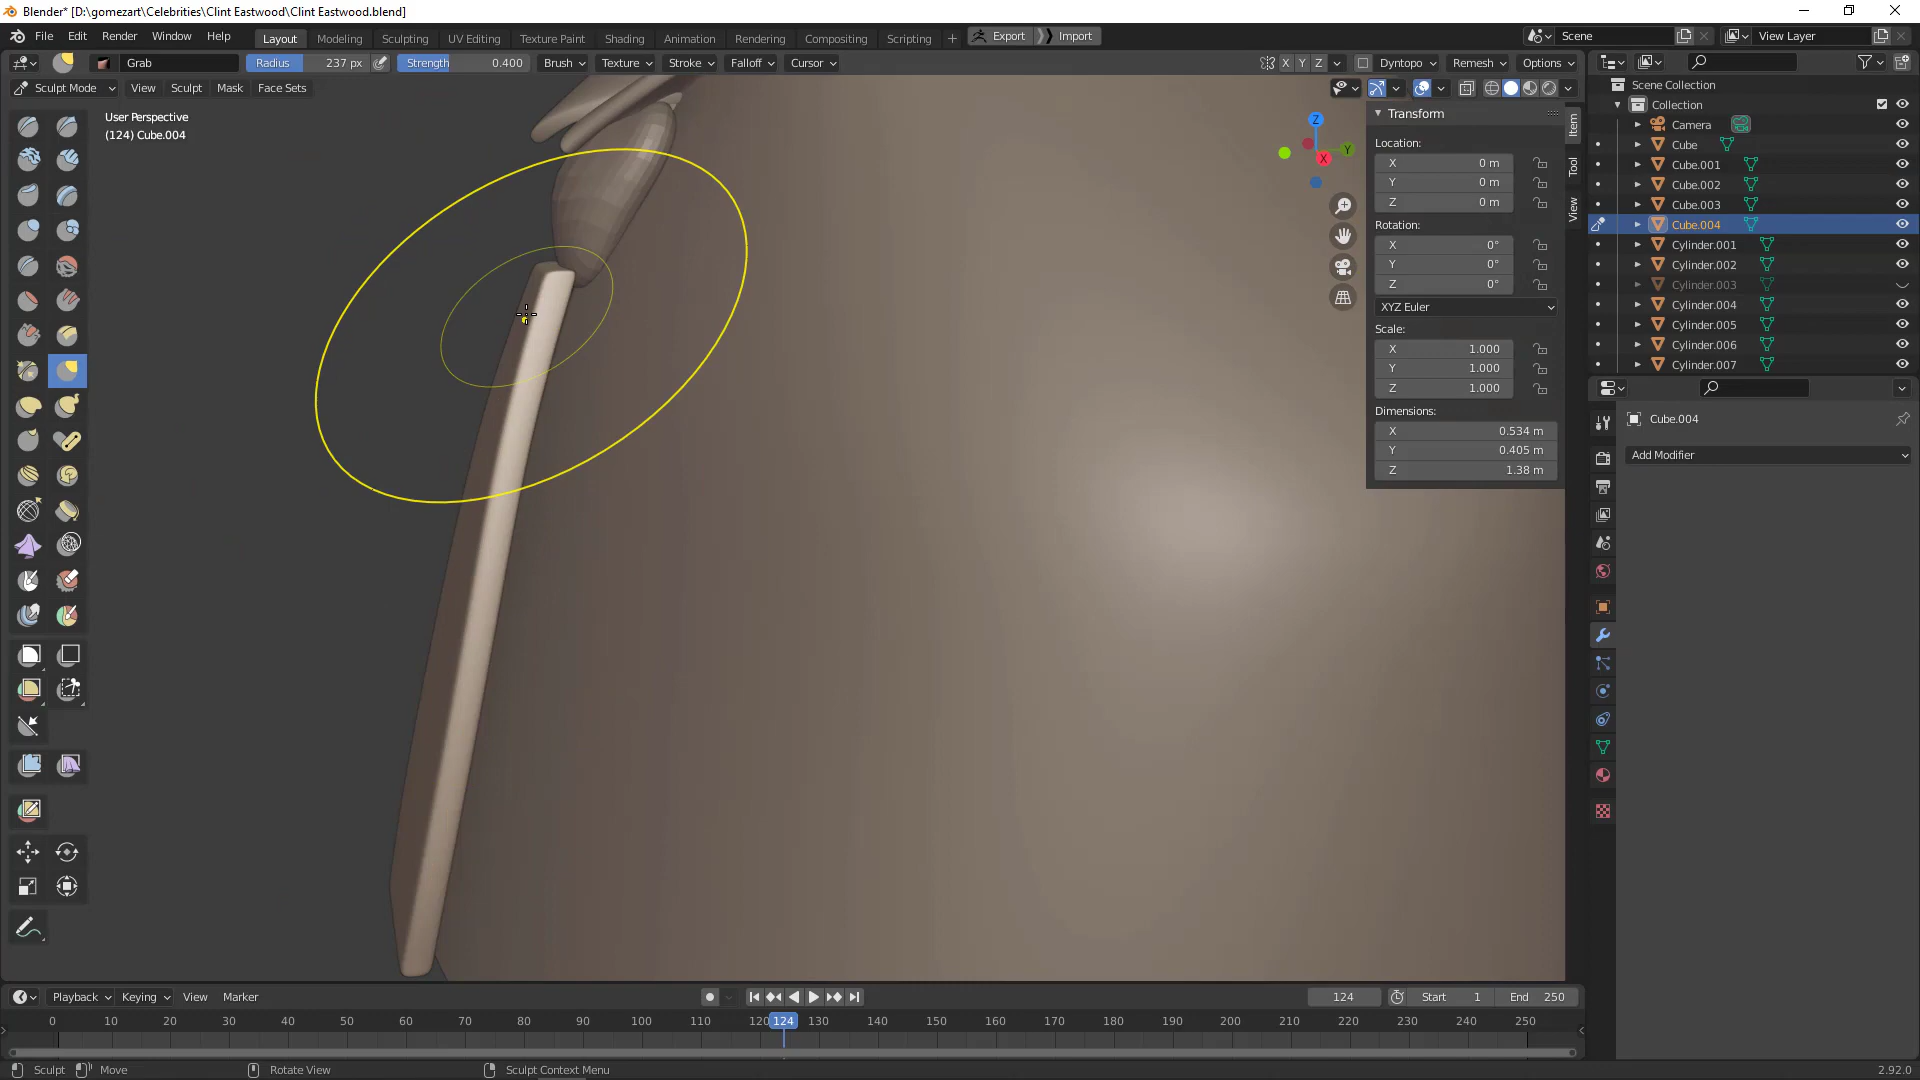 Blender* [D:\gomezart\Celebrities\Clint Eastwood\Clint Eastwood.blend]
File Edit Render Window Help Layout Modeling Sculpting UV Editing Texture Paint Shading Animation Rendering Compositing Scripting + Export Import Scene View Layer
Grab Radius 237 px Strength 0.400 Brush Texture Stroke Falloff Cursor X Y Z Dyntopo Remesh Options
Sculpt Mode View Sculpt Mask Face Sets
User Perspective
(124) Cube.004
Z
Y
X
Transform
Location:
X 0 m
Y 0 m
Z 0 m
Rotation:
X 0°
Y 0°
Z 0°
XYZ Euler
Scale:
X 1.000
Y 1.000
Z 1.000
Dimensions:
X 0.534 m
Y 0.405 m
Z 1.38 m
Item
Tool
View
Scene Collection
Collection
Camera
Cube
Cube.001
Cube.002
Cube.003
Cube.004
Cylinder.001
Cylinder.002
Cylinder.003
Cylinder.004
Cylinder.005
Cylinder.006
Cylinder.007
Cube.004
Add Modifier
Playback Keying View Marker 124 Start 1 End 250
0 10 20 30 40 50 60 70 80 90 100 110 120 124 130 140 150 160 170 180 190 200 210 220 230 240 250
Sculpt Move Rotate View Sculpt Context Menu 2.92.0